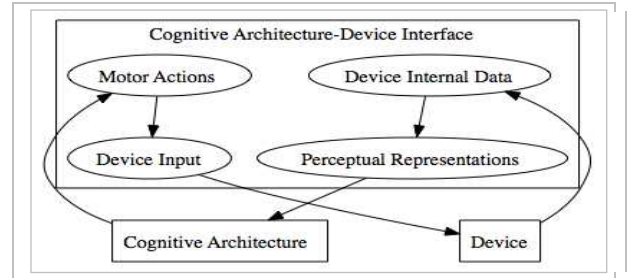 Cognitive Architecture-Device Interface
Motor Actions
Device Internal Data
Device Input
Perceptual Representations
Cognitive Architecture
Device